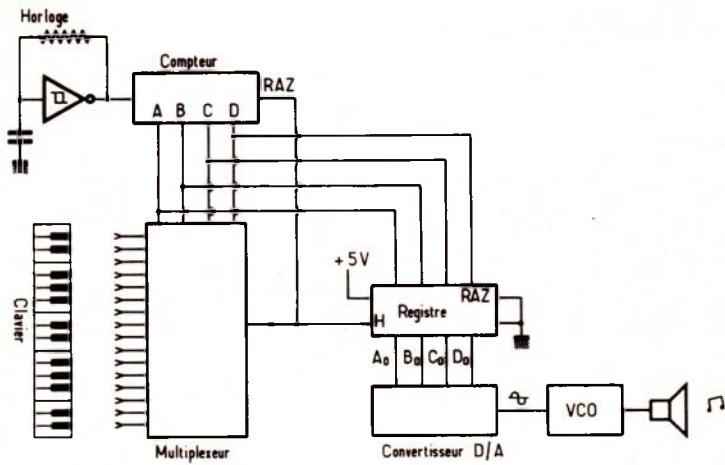 Horloge
Compteur
RAZ
A B C D
+5V
RAZ
Registre
H
Clavier
A0 B0 C0 D0
VCO
Multiplexeur
Convertisseur D/A